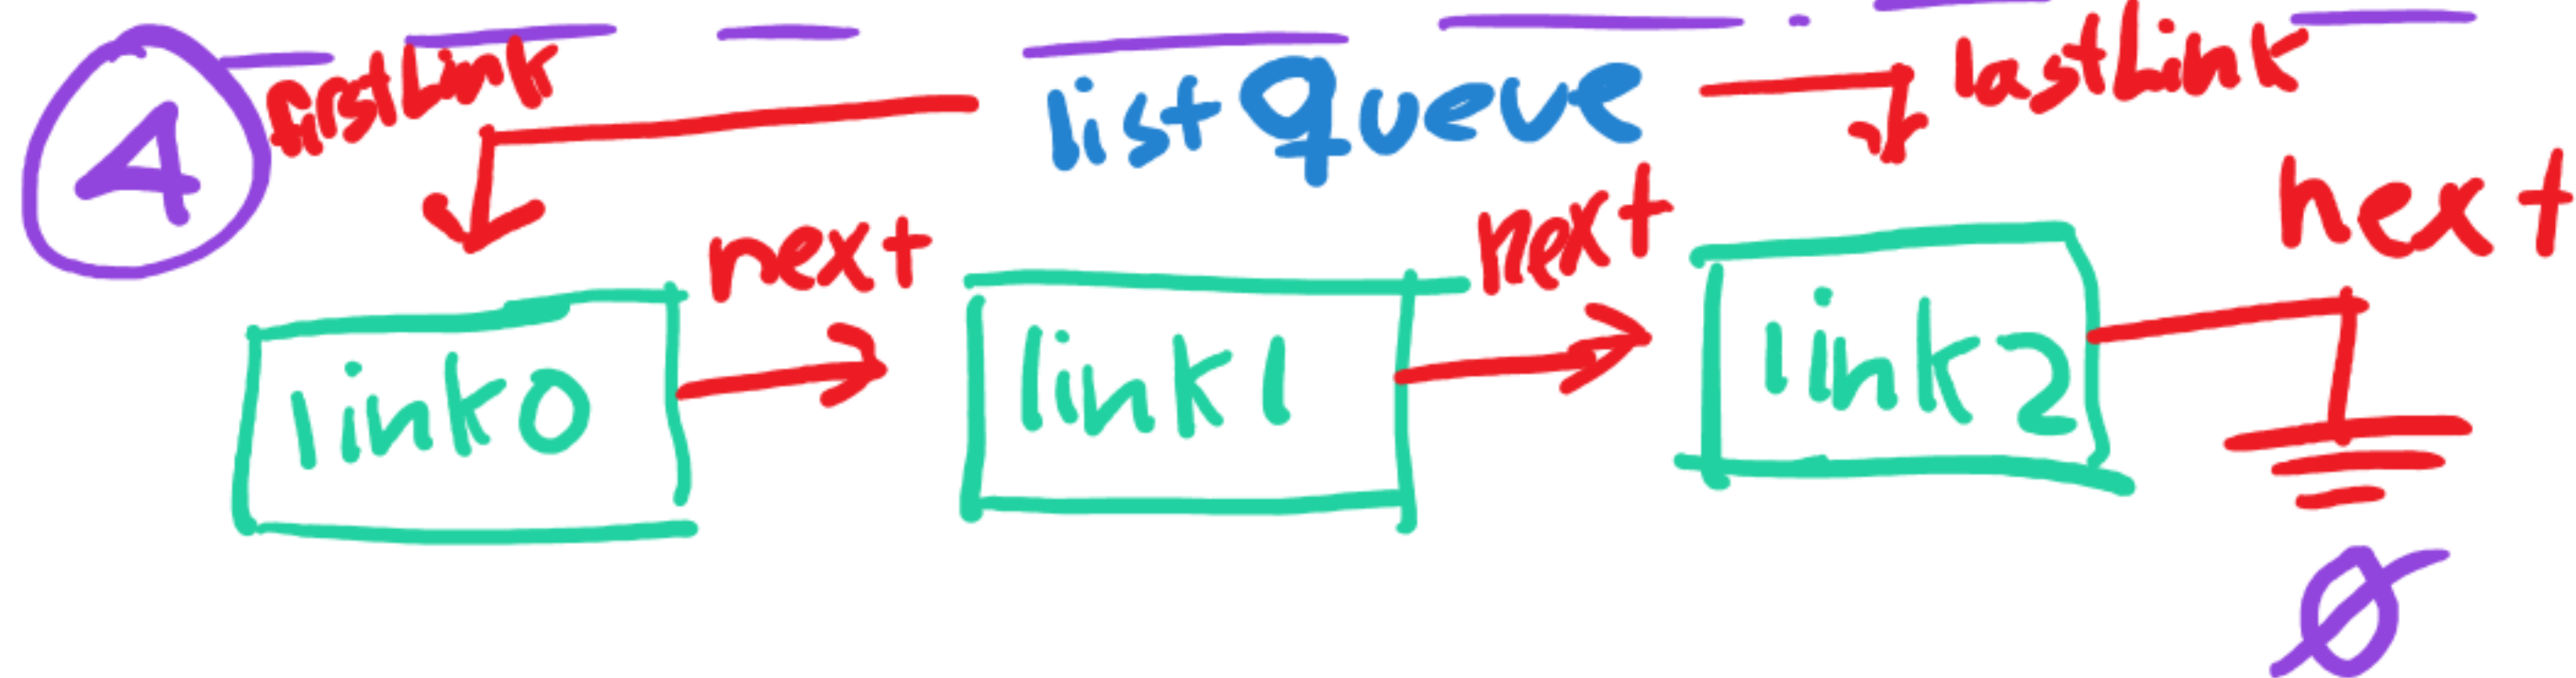 4
firstLink listQueue lastLink
next next next
link0 link1 link2
Ø